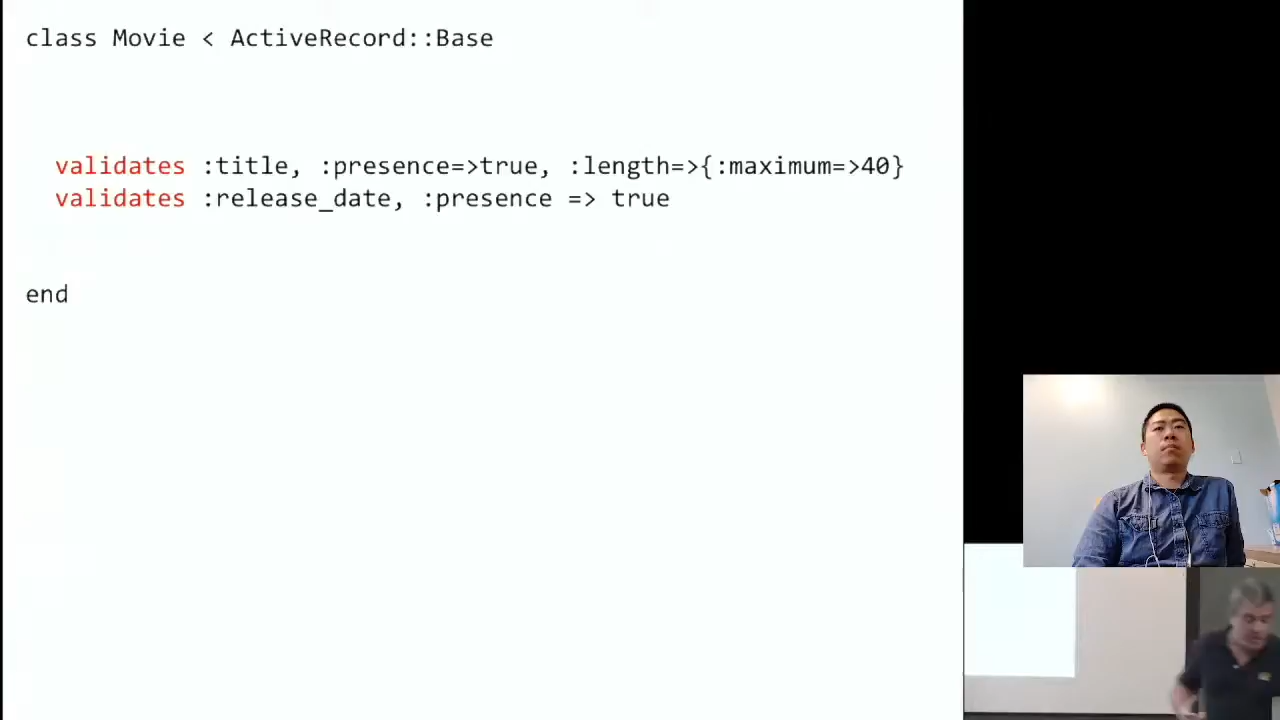 class Movie < ActiveRecord::Base
validates :title, :presence=>true, :length=>{:maximum=>40}
validates :release_date, :presence => true
end